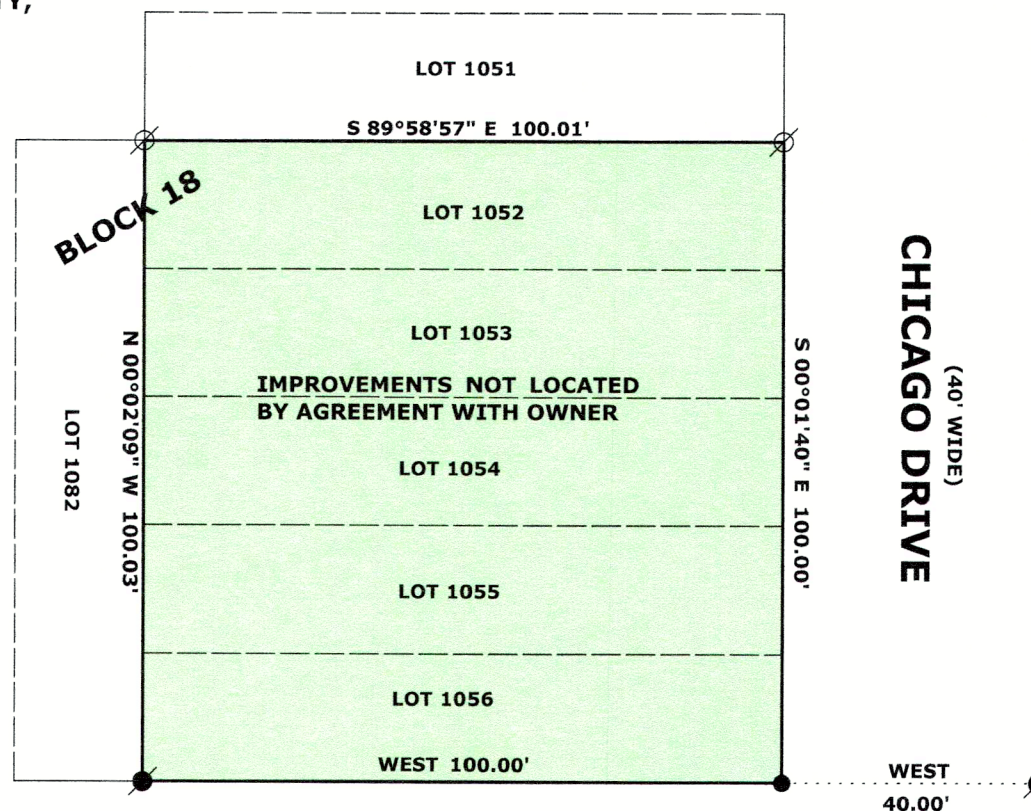 LOT 1051
S 89°58'57" E 100.01'
BLOCK 18
LOT 1052
LOT 1053
IMPROVEMENTS NOT LOCATED
BY AGREEMENT WITH OWNER
N 00°02'09" W 100.03'
S 00°01'40" E 100.00'
CHICAGO DRIVE
(40' WIDE)
LOT 1082
LOT 1054
LOT 1055
LOT 1056
WEST 100.00'
WEST
40.00'